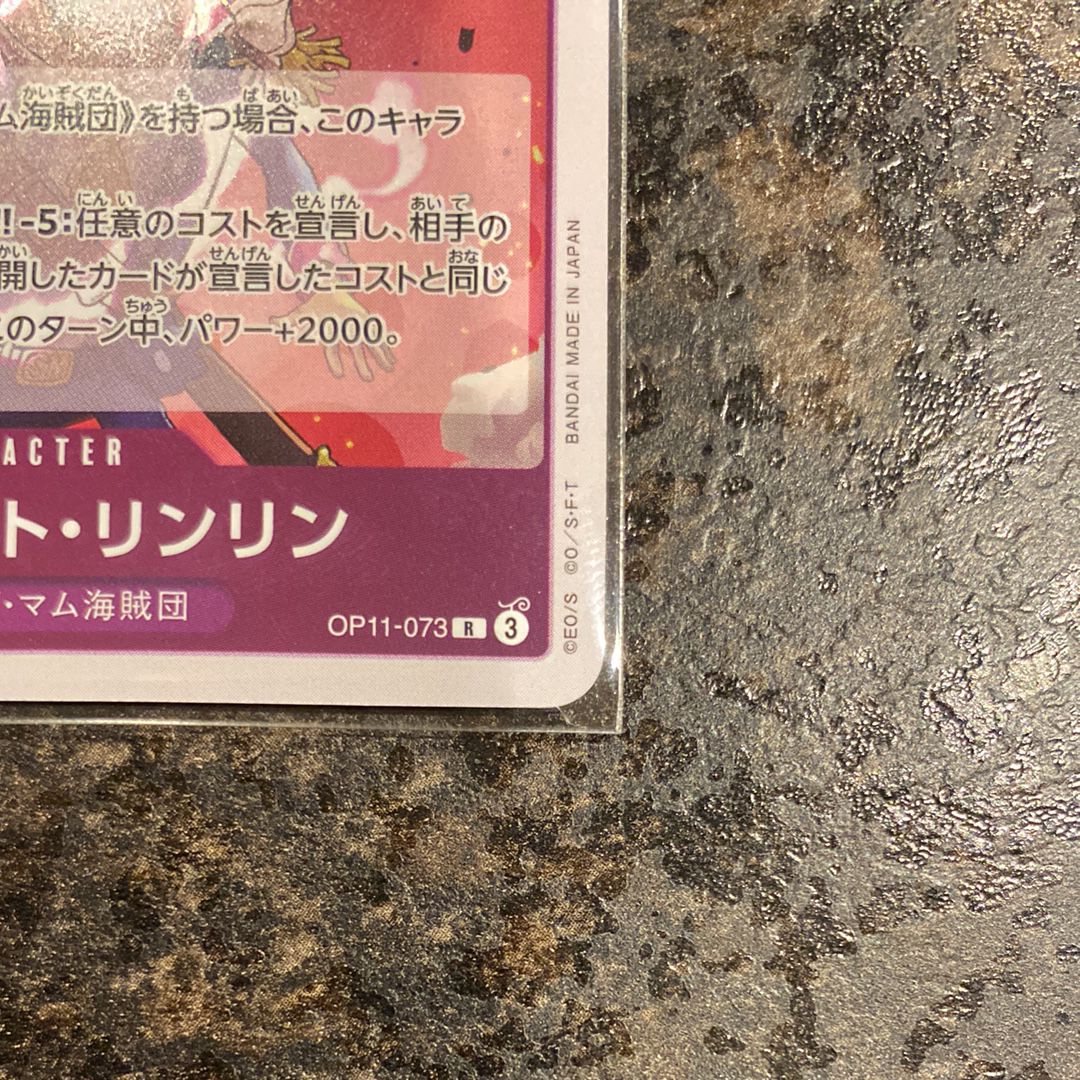 ム海賊団》を持つ場合、このキャラ
!!-5:任意のコストを宣言し、相手の
開したカードが宣言したコストと同じ
このターン中、パワー+2000。
ACTER
ト・リンリン
・マム海賊団
OP11-073 R 3
©EO/S ©O/S・F・T BANDAI MADE IN JAPAN